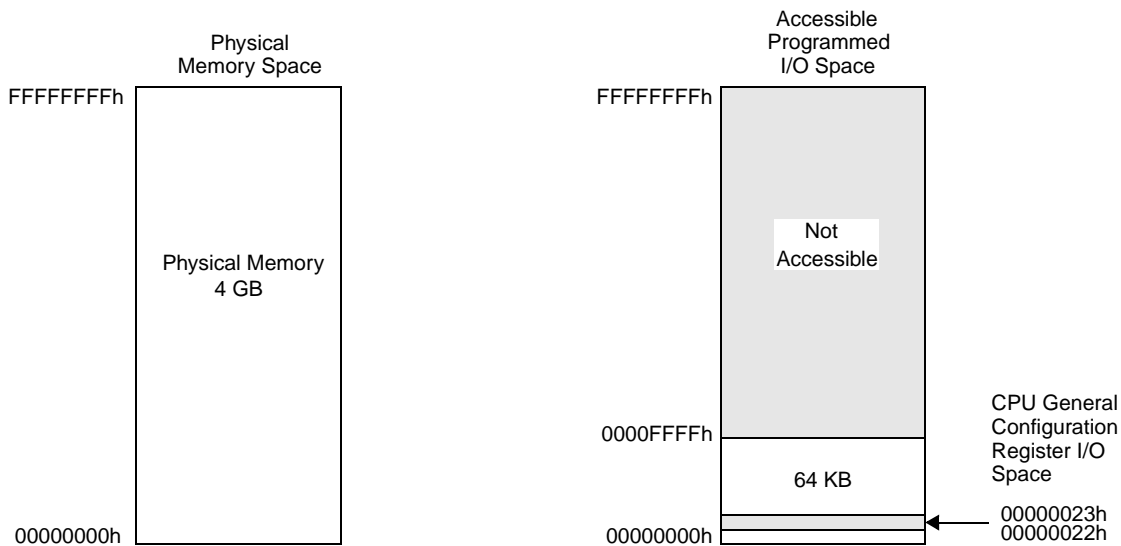 Physical
Memory Space
FFFFFFFFh
Physical Memory
4 GB
00000000h
Accessible
Programmed
I/O Space
FFFFFFFFh
Not
Accessible
0000FFFFh
64 KB
00000000h
CPU General
Configuration
Register I/O
Space
00000023h
00000022h